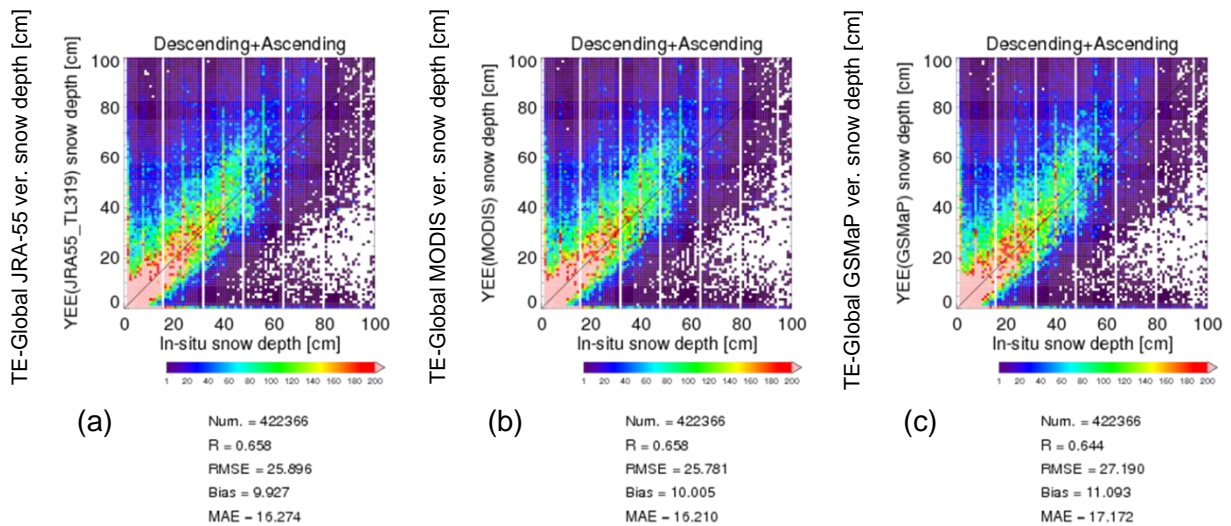 TE-Global JRA-55 ver. snow depth [cm]
YEE(JRA55_TL319) snow depth [cm]
Descending+Ascending
100
80
60
40
20
0
0 20 40 60 80 100
In-situ snow depth [cm]
1 20 40 60 80 100 120 140 160 180 200
(a)
Num. = 422366
R = 0.658
RMSE = 25.896
Bias = 9.927
MAE = 16.274
TE-Global MODIS ver. snow depth [cm]
YEE(MODIS) snow depth [cm]
Descending+Ascending
100
80
60
40
20
0
0 20 40 60 80 100
In-situ snow depth [cm]
1 20 40 60 80 100 120 140 160 180 200
(b)
Num. = 422366
R = 0.658
RMSE = 25.781
Bias = 10.005
MAE = 16.210
TE-Global GSMaP ver. snow depth [cm]
YEE(GSMaP) snow depth [cm]
Descending+Ascending
100
80
60
40
20
0
0 20 40 60 80 100
In-situ snow depth [cm]
1 20 40 60 80 100 120 140 160 180 200
(c)
Num. = 422366
R = 0.644
RMSE = 27.190
Bias = 11.093
MAE = 17.172